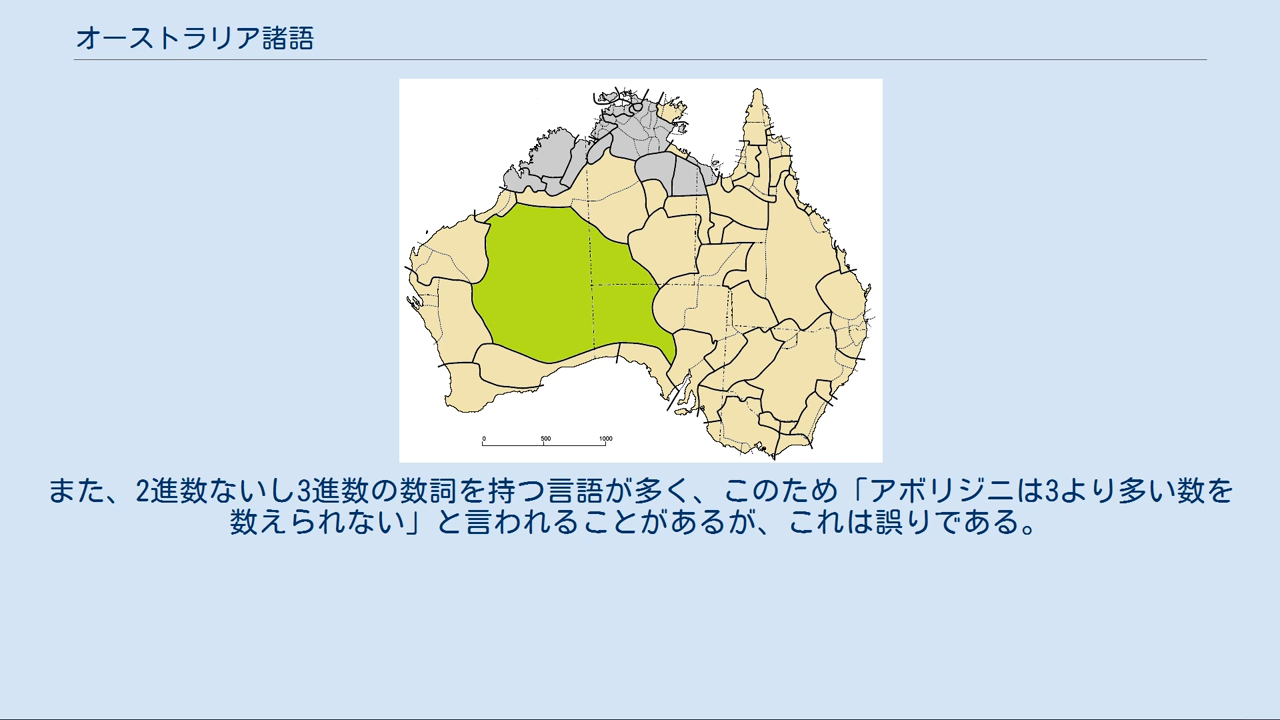 オーストラリア諸語
0 500 1000
また、2進数ないし3進数の数詞を持つ言語が多く、このため「アボリジニは3より多い数を
数えられない」と言われることがあるが、これは誤りである。